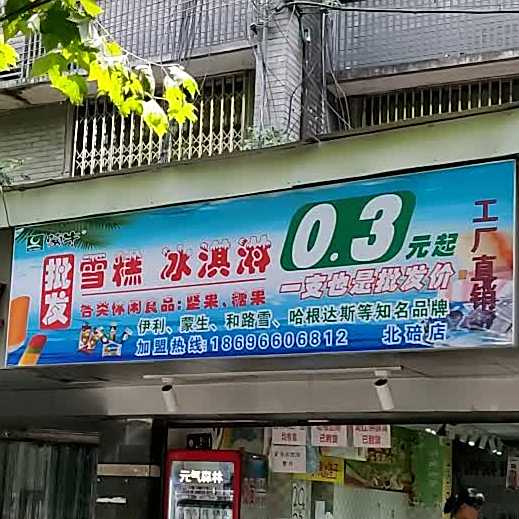 批发
雪糕 冰淇淋
0.3元起
一支也是批发价
工厂直销
各类休闲食品:坚果、糖果
伊利、蒙生、和路雪、哈根达斯等知名品牌
加盟热线:18696606812 北碚店
元气森林